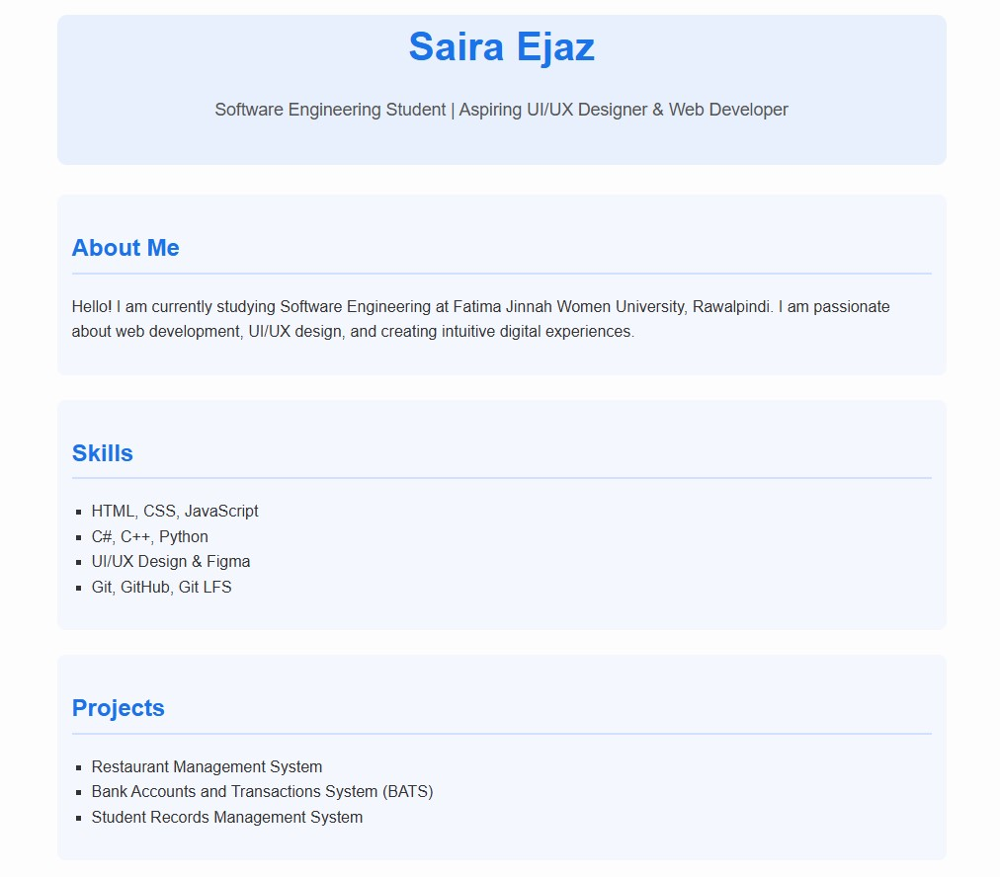 Saira Ejaz
Software Engineering Student | Aspiring UI/UX Designer & Web Developer
About Me
Hello! I am currently studying Software Engineering at Fatima Jinnah Women University, Rawalpindi. I am passionate
about web development, UI/UX design, and creating intuitive digital experiences.
Skills
HTML, CSS, JavaScript
C#, C++, Python
UI/UX Design & Figma
Git, GitHub, Git LFS
Projects
Restaurant Management System
Bank Accounts and Transactions System (BATS)
Student Records Management System